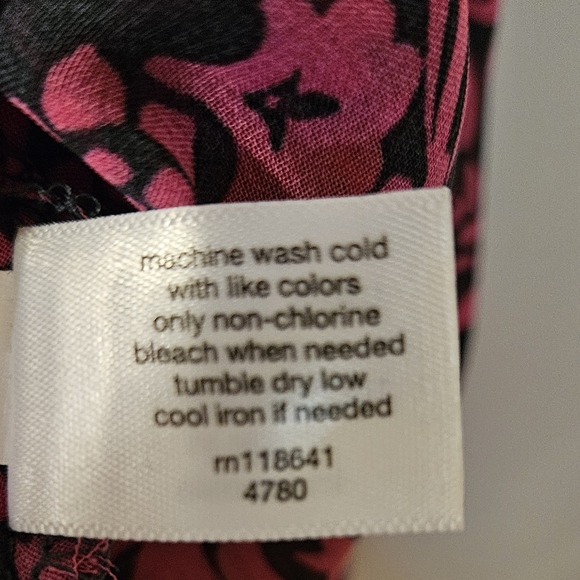 machine wash cold
with like colors
only non-chlorine
bleach when needed
tumble dry low
cool iron if needed
rn118641
4780